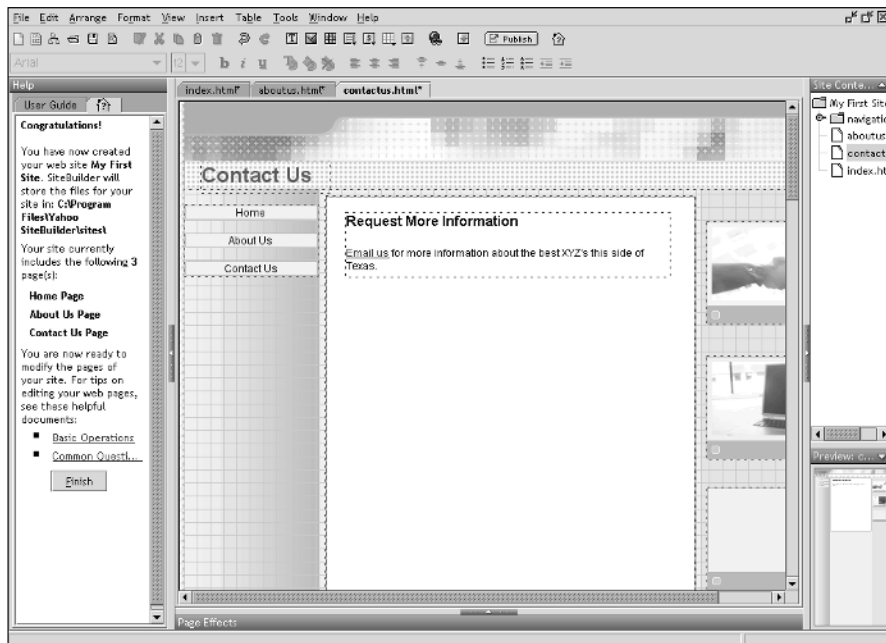 File Edit Arrange Format View Insert Table Tools Window Help
Publish
Arial 12 b i u
Help
User Guide
Congratulations!
You have now created
your web site My First
Site. SiteBuilder will
store the files for your
site in: C:\Program
Files\Yahoo
SiteBuilder\sites\
Your site currently
includes the following 3
page(s):
Home Page
About Us Page
Contact Us Page
You are now ready to
modify the pages of
your site. For tips on
editing your web pages,
see these helpful
documents:
Basic Operations
Common Questi...
Finish
index.html* aboutus.html* contactus.html*
Contact Us
Home
About Us
Contact Us
Request More Information
Email us for more information about the best XYZ's this side of
Texas.
Page Effects
Site Conte...
My First Site
navigatio
aboutus
contact
index.ht
Preview: c...